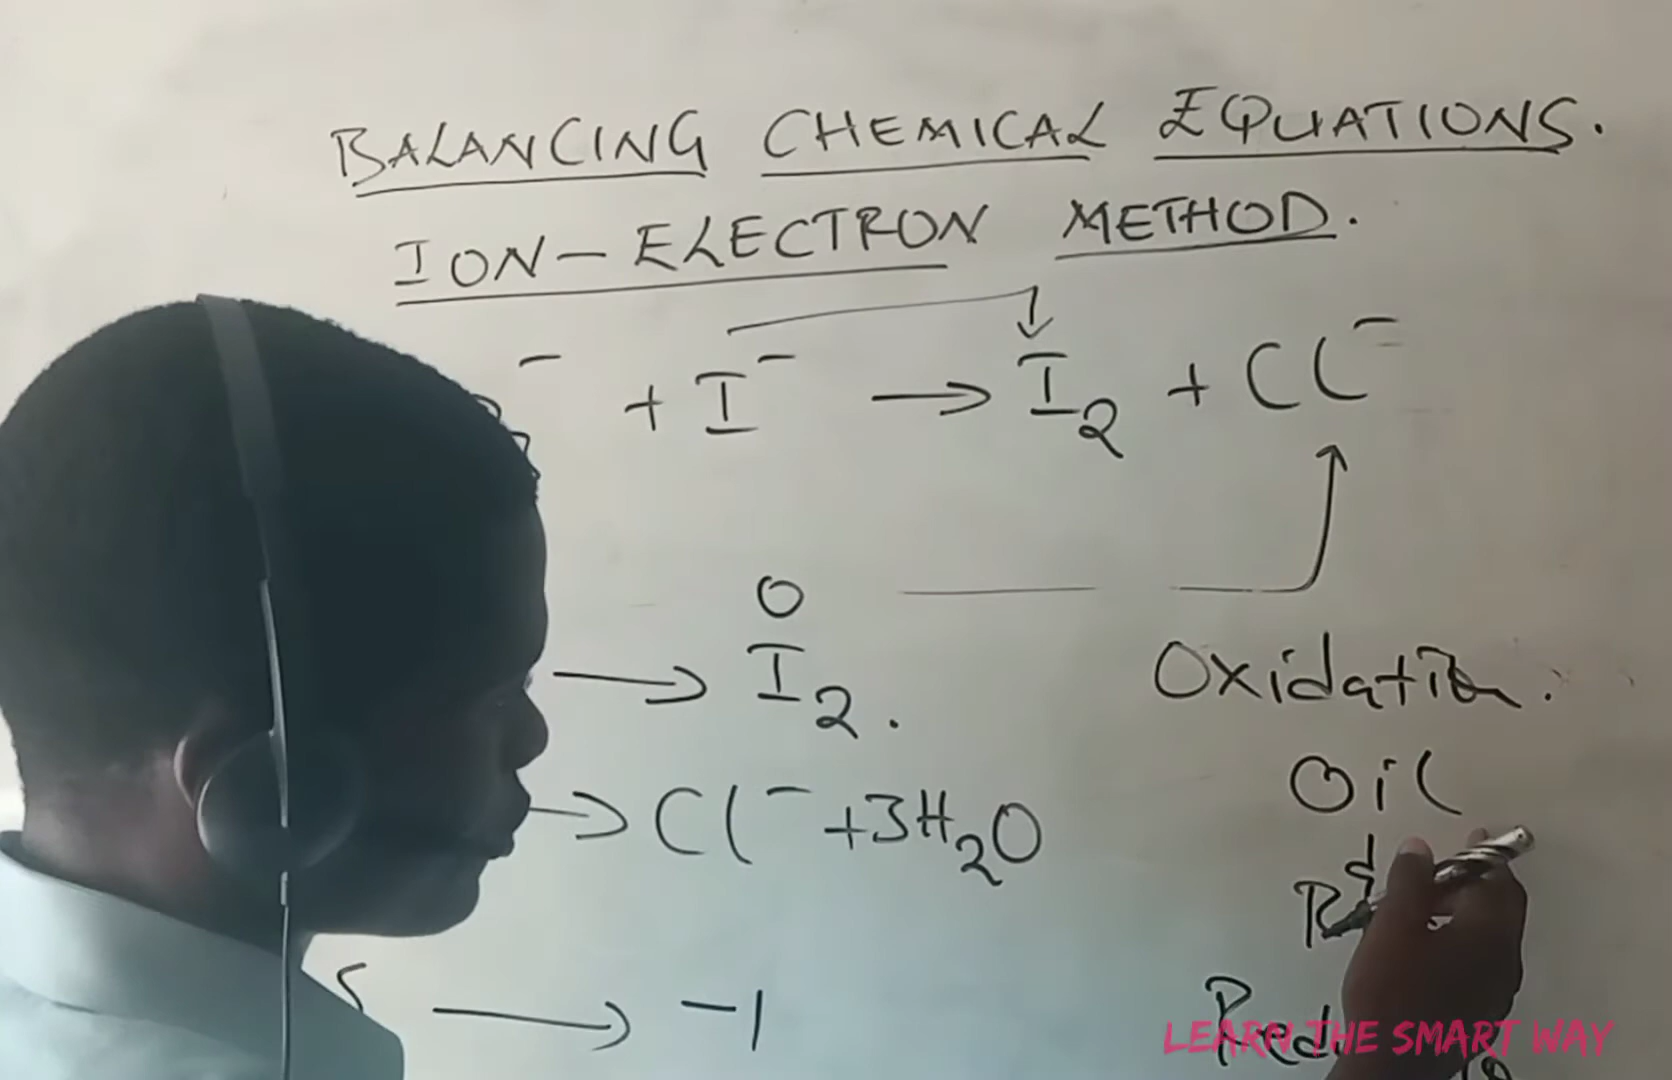 BALANCING CHEMICAL EQUATIONS.
ION-ELECTRON METHOD.
- + I⁻ → I₂ + Cl⁻
0
→ I₂.
Oxidation.
Oil
→ Cl⁻ + 3H₂O
→ -1
LEARN THE SMART WAY